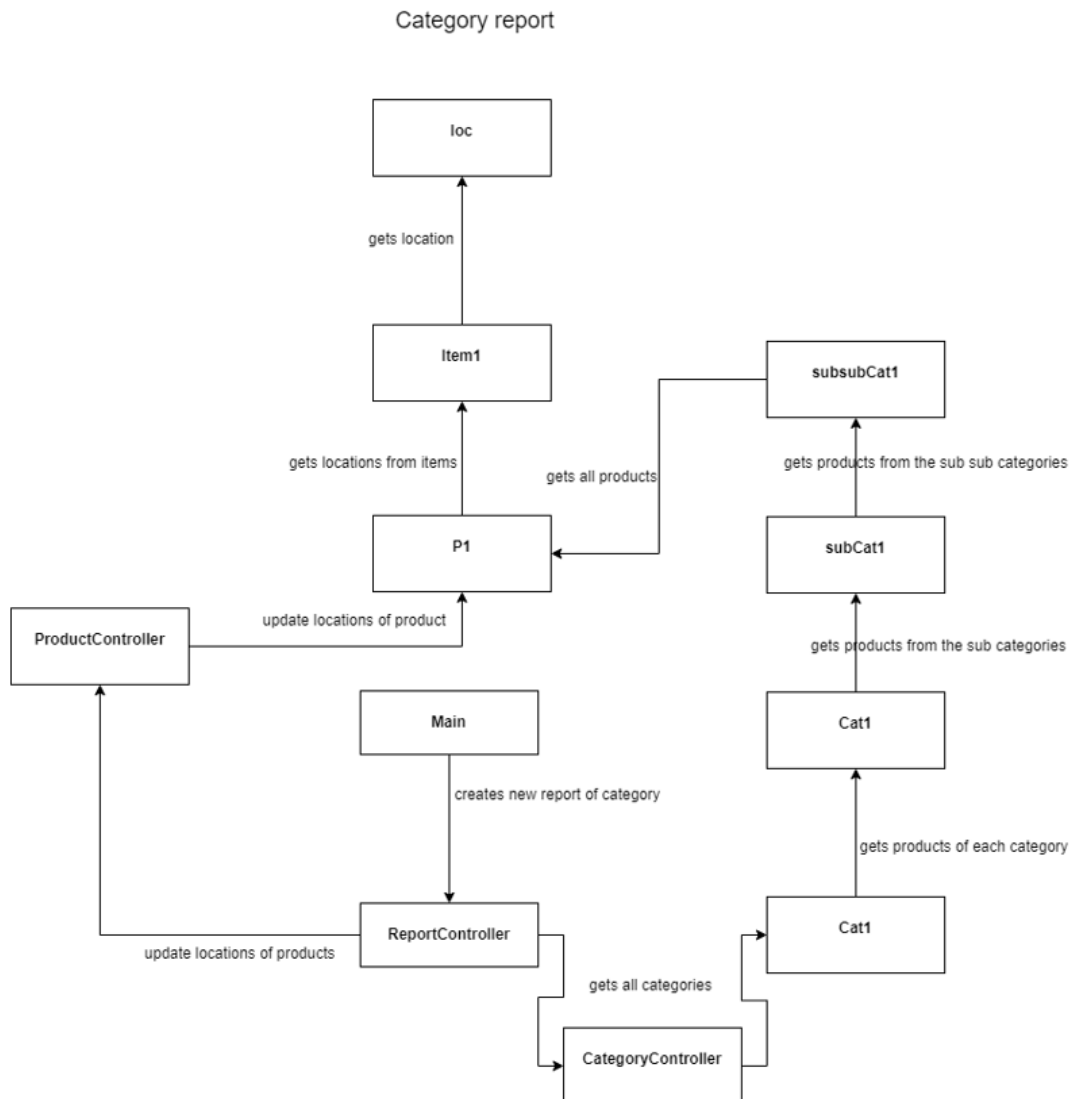 Category report
loc
gets location
Item1
subsubCat1
gets locations from items
gets products from the sub sub categories
gets all products
P1
subCat1
update locations of product
ProductController
gets products from the sub categories
Main
Cat1
creates new report of category
gets products of each category
ReportController
Cat1
update locations of products
gets all categories
CategoryController